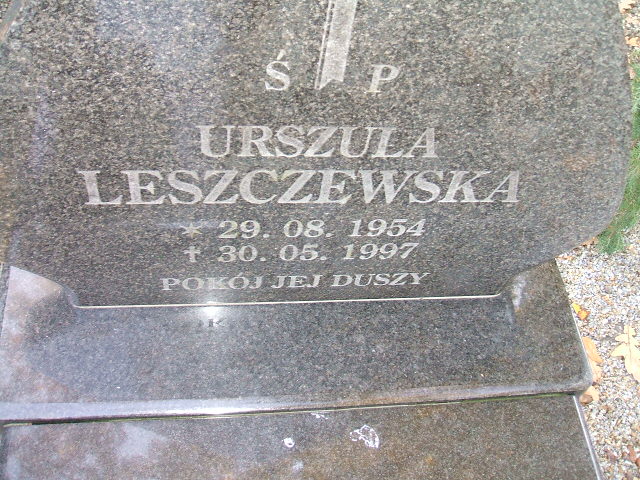 Ś P
URSZULA
LESZCZEWSKA
* 29. 08. 1954
† 30. 05. 1997
POKÓJ JEJ DUSZY